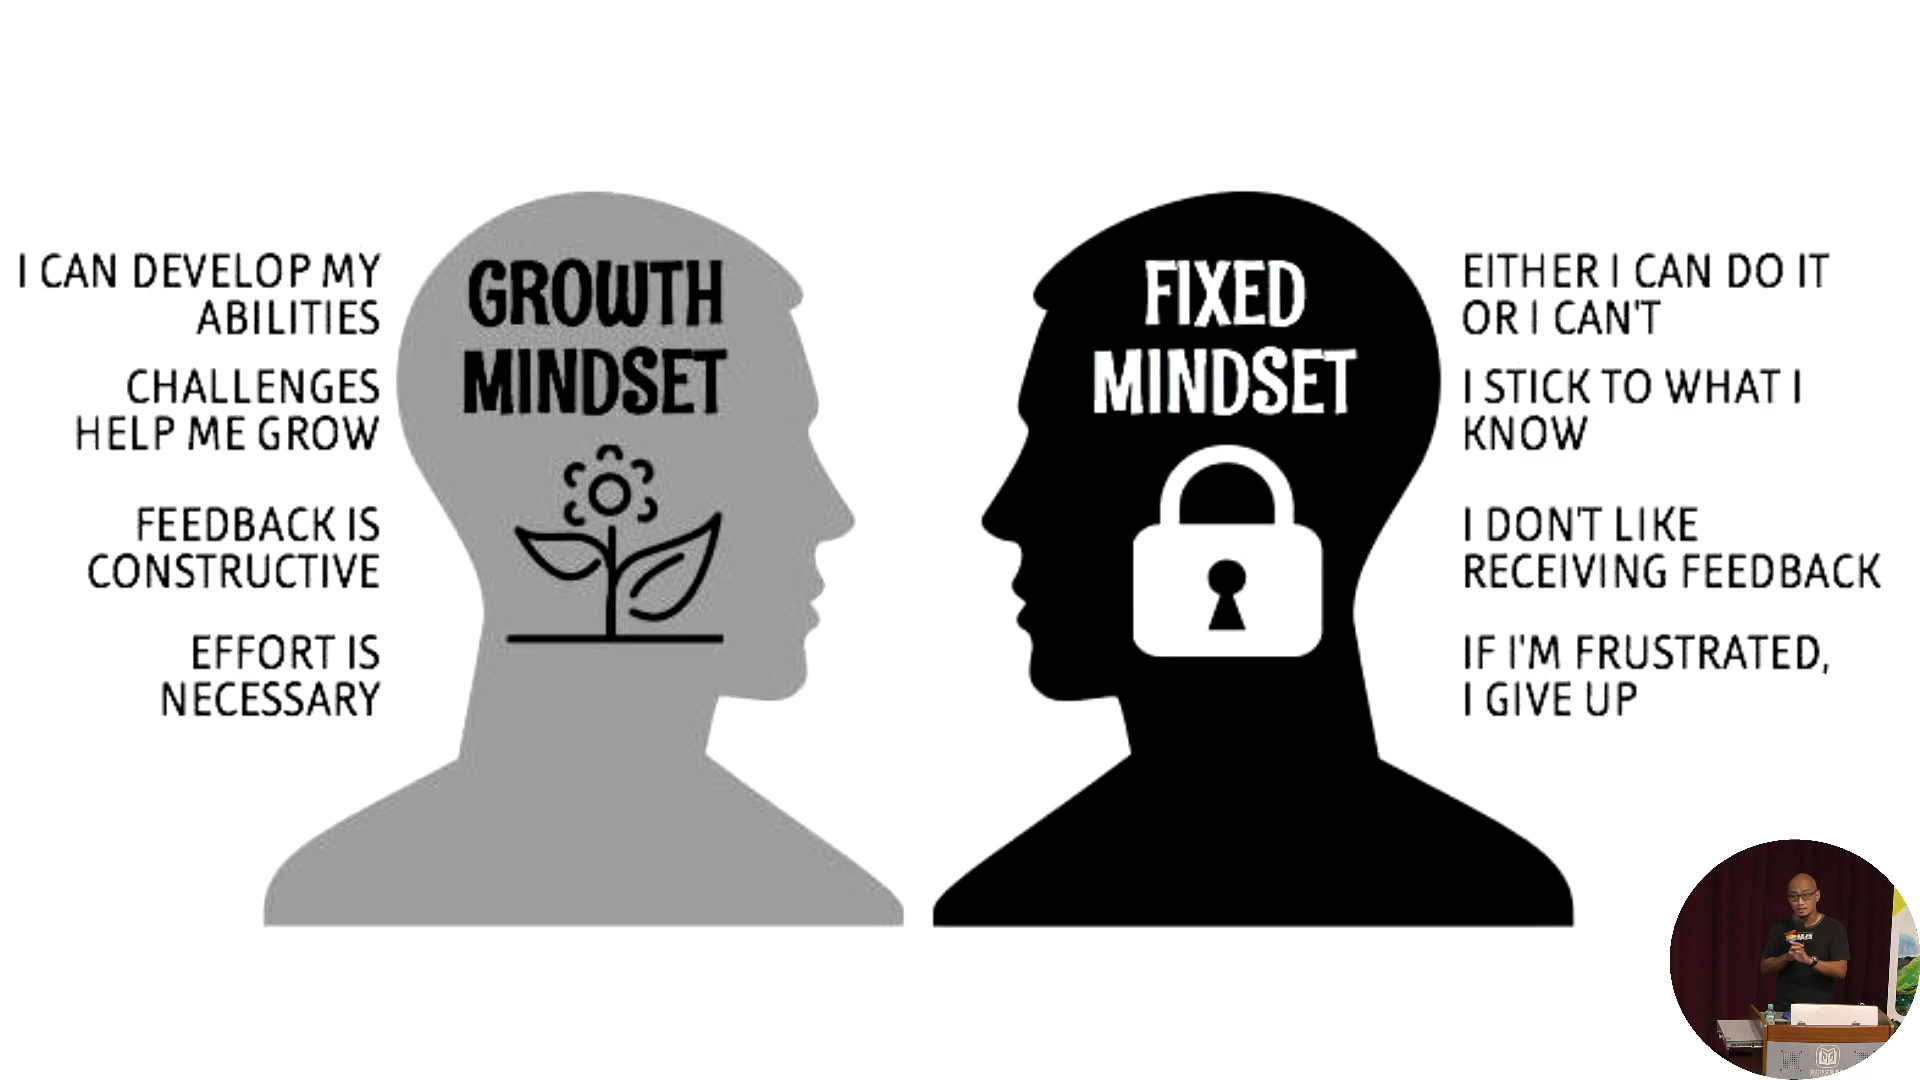 I CAN DEVELOP MY
ABILITIES
CHALLENGES
HELP ME GROW
FEEDBACK IS
CONSTRUCTIVE
EFFORT IS
NECESSARY
GROWTH
MINDSET
FIXED
MINDSET
EITHER I CAN DO IT
OR I CAN'T
I STICK TO WHAT I
KNOW
I DON'T LIKE
RECEIVING FEEDBACK
IF I'M FRUSTRATED,
I GIVE UP